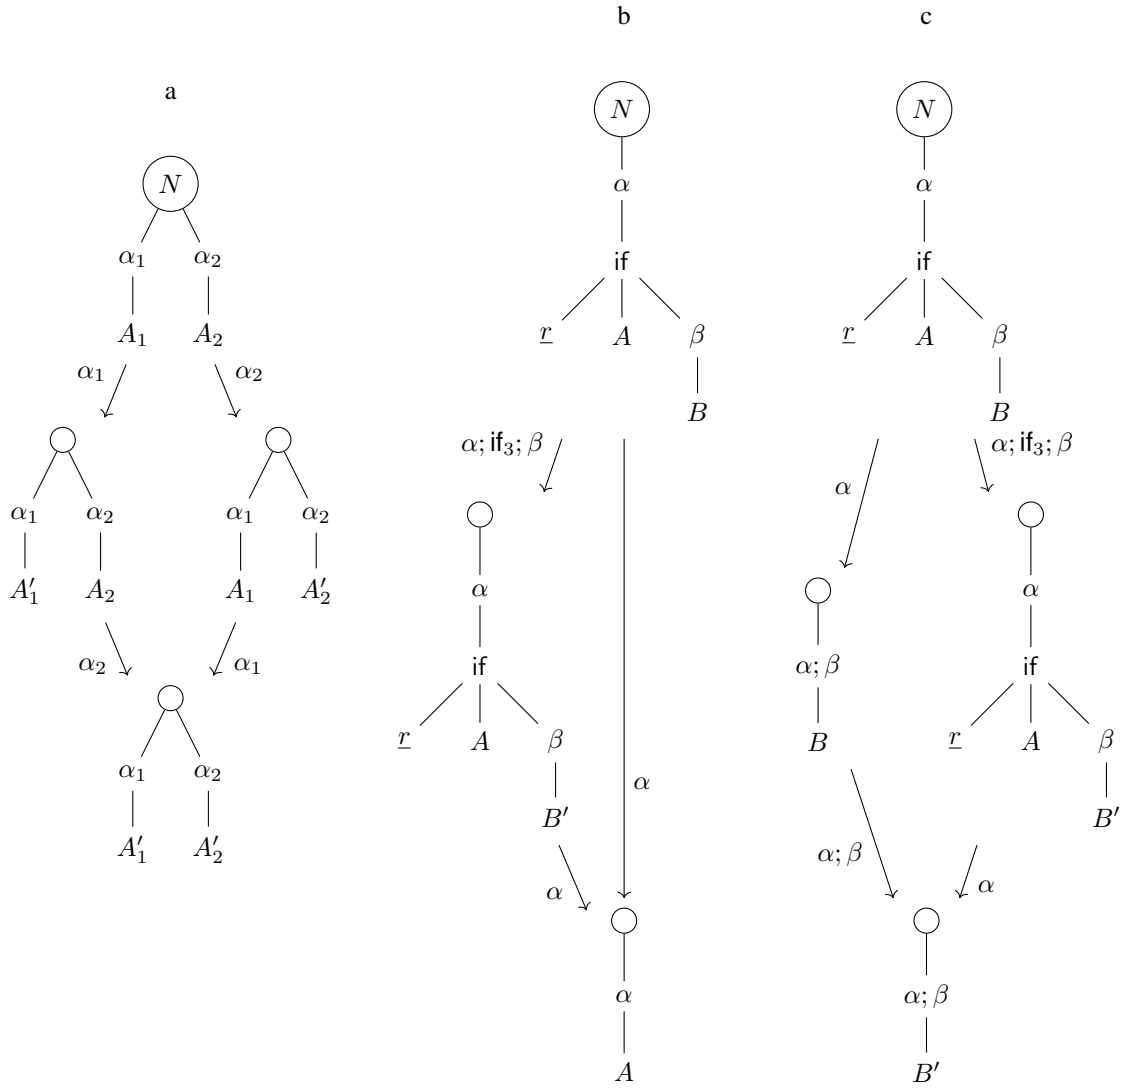 a
N
α₁ α₂
A₁ A₂
α₁ α₂
α₁ α₂ α₁ α₂
A′₁ A₂ A₁ A′₂
α₂ α₁
α₁ α₂
A′₁ A′₂
b
N
α
if
r A β
B
α; if₃; β
α
if
r A β
B′
α
α
α
A
c
N
α
if
r A β
B
α
α; if₃; β
α; β
B
α
if
r A β
B′
α; β
α
α; β
B′